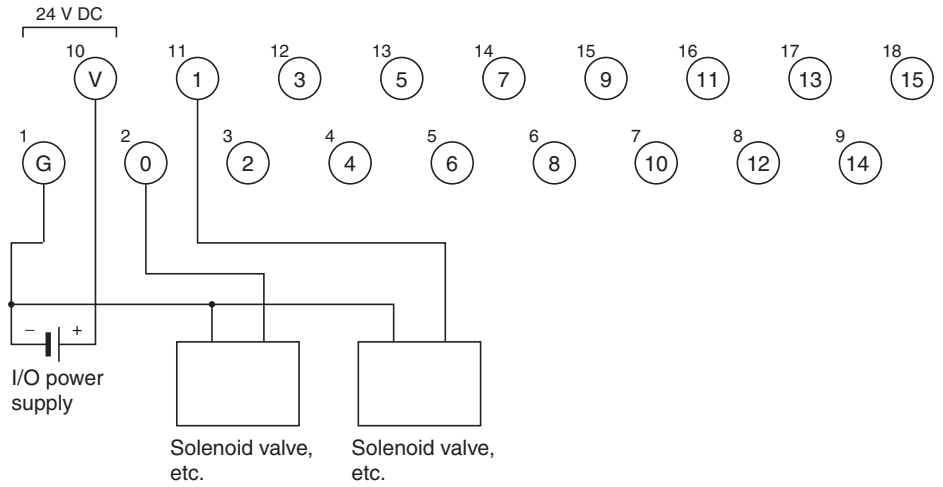 24 V DC
10 11 12 13 14 15 16 17 18
V 1 3 5 7 9 11 13 15
1 2 3 4 5 6 7 8 9
G 0 2 4 6 8 10 12 14
− +
I/O power
supply
Solenoid valve,
etc.
Solenoid valve,
etc.